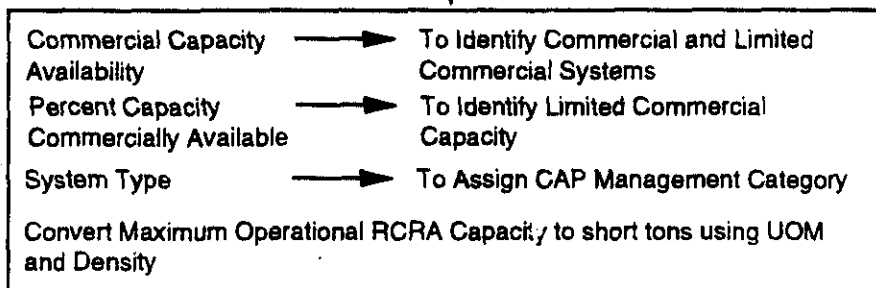 Commercial Capacity To Identify Commercial and Limited
Availability Commercial Systems
Percent Capacity To Identify Limited Commercial
Commercially Available Capacity
System Type To Assign CAP Management Category
Convert Maximum Operational RCRA Capacity to short tons using UOM
and Density